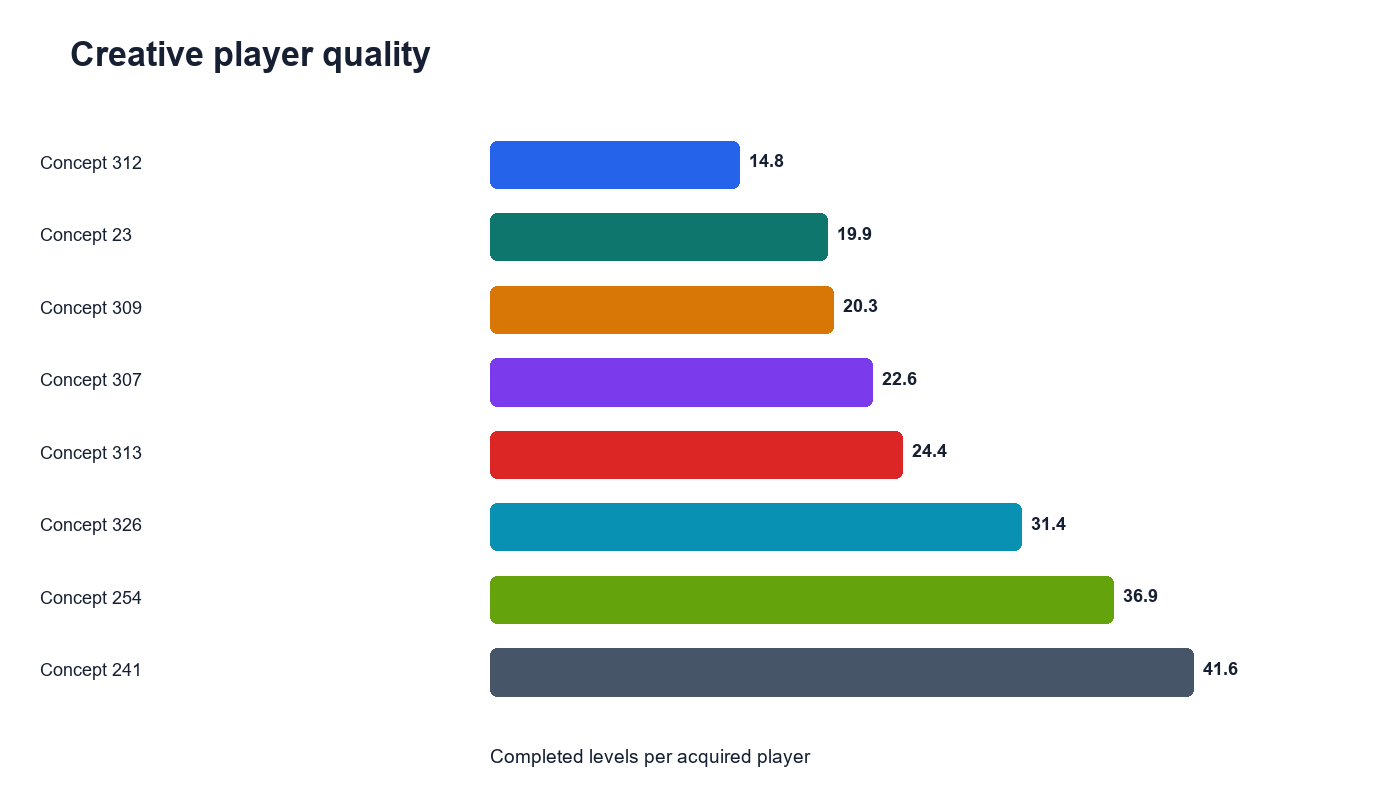 Creative player quality
Concept 312 14.8
Concept 23 19.9
Concept 309 20.3
Concept 307 22.6
Concept 313 24.4
Concept 326 31.4
Concept 254 36.9
Concept 241 41.6
Completed levels per acquired player